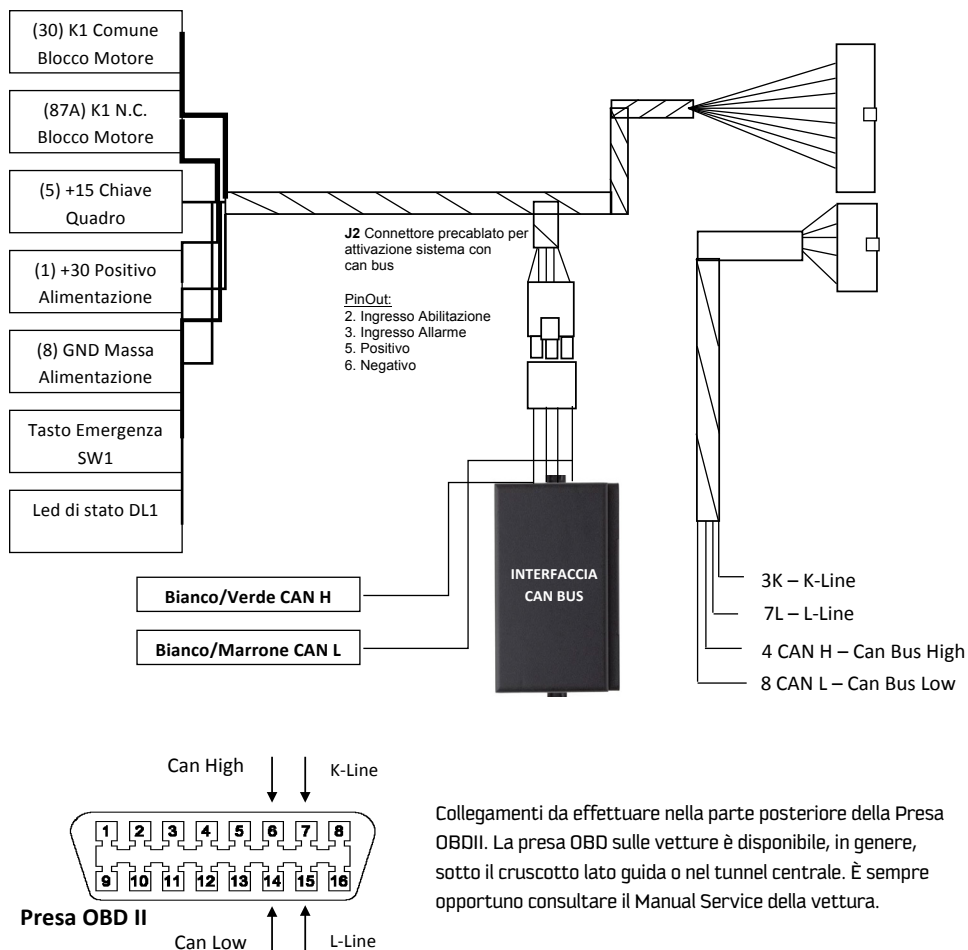 (30) K1 Comune
Blocco Motore
(87A) K1 N.C.
Blocco Motore
(5) +15 Chiave
Quadro
(1) +30 Positivo
Alimentazione
(8) GND Massa
Alimentazione
Tasto Emergenza
SW1
Led di stato DL1
J2 Connettore precablato per
attivazione sistema con
can bus
PinOut:
2. Ingresso Abilitazione
3. Ingresso Allarme
5. Positivo
6. Negativo
INTERFACCIA
CAN BUS
Bianco/Verde CAN H
Bianco/Marrone CAN L
3K – K-Line
7L – L-Line
4 CAN H – Can Bus High
8 CAN L – Can Bus Low
Can High
K-Line
1 2 3 4 5 6 7 8
9 10 11 12 13 14 15 16
Presa OBD II
Can Low
L-Line
Collegamenti da effettuare nella parte posteriore della Presa
OBDII. La presa OBD sulle vetture è disponibile, in genere,
sotto il cruscotto lato guida o nel tunnel centrale. È sempre
opportuno consultare il Manual Service della vettura.